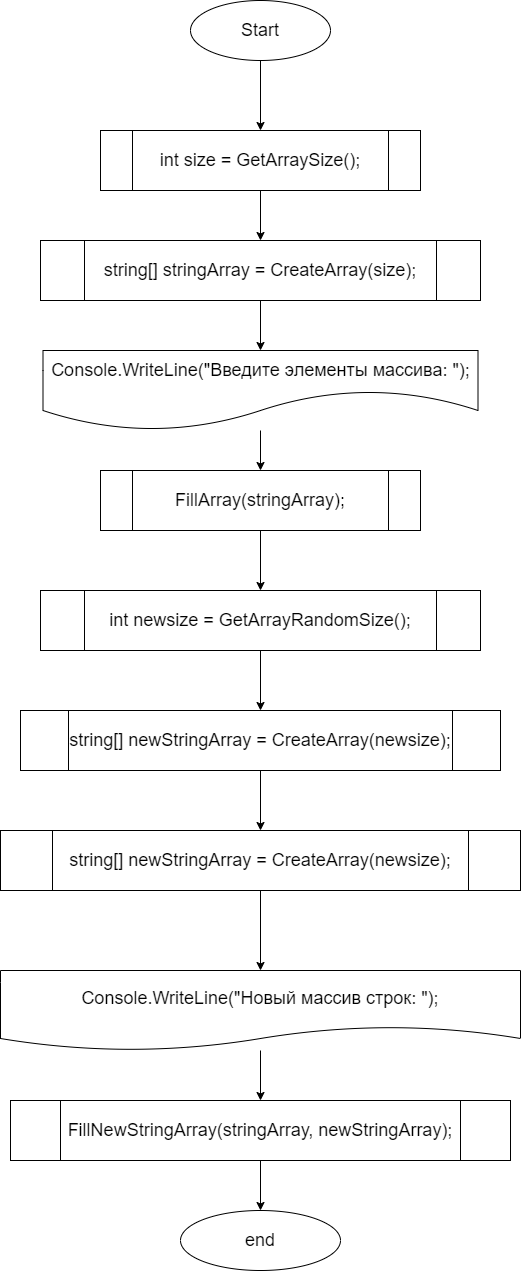 Start
int size = GetArraySize();
string[] stringArray = CreateArray(size);
Console.WriteLine("Введите элементы массива: ");
FillArray(stringArray);
int newsize = GetArrayRandomSize();
string[] newStringArray = CreateArray(newsize);
string[] newStringArray = CreateArray(newsize);
Console.WriteLine("Новый массив строк: ");
FillNewStringArray(stringArray, newStringArray);
end